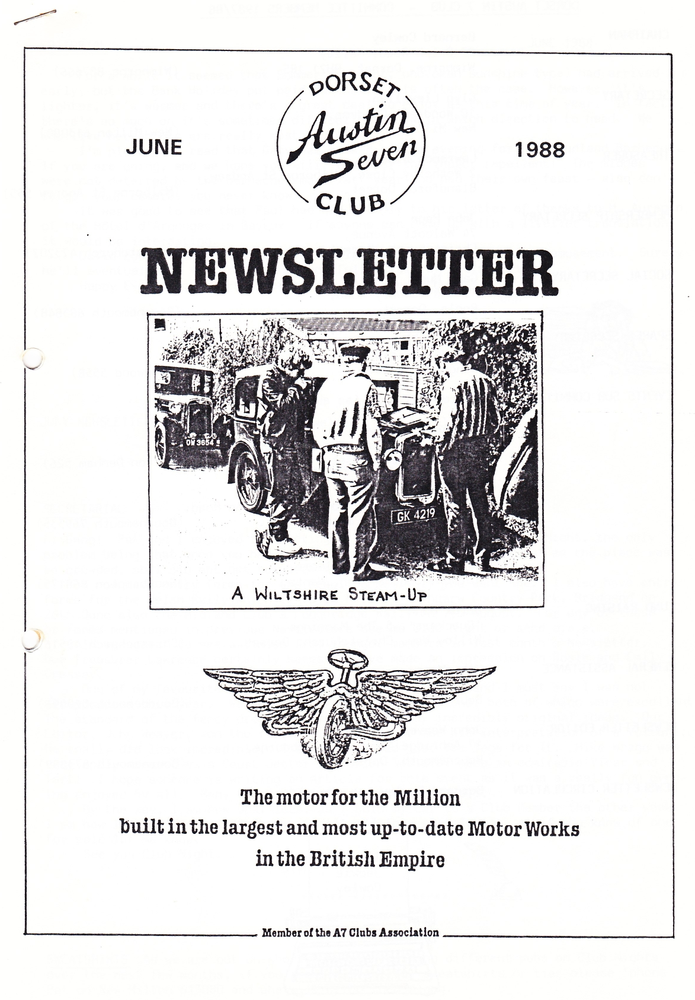 DORSET
Austin
Seven
CLUB
JUNE
1988
NEWSLETTER
OW 3654
GK 4219
A WILTSHIRE STEAM-UP
The motor for the Million
built in the largest and most up-to-date Motor Works
in the British Empire
Member of the A7 Clubs Association